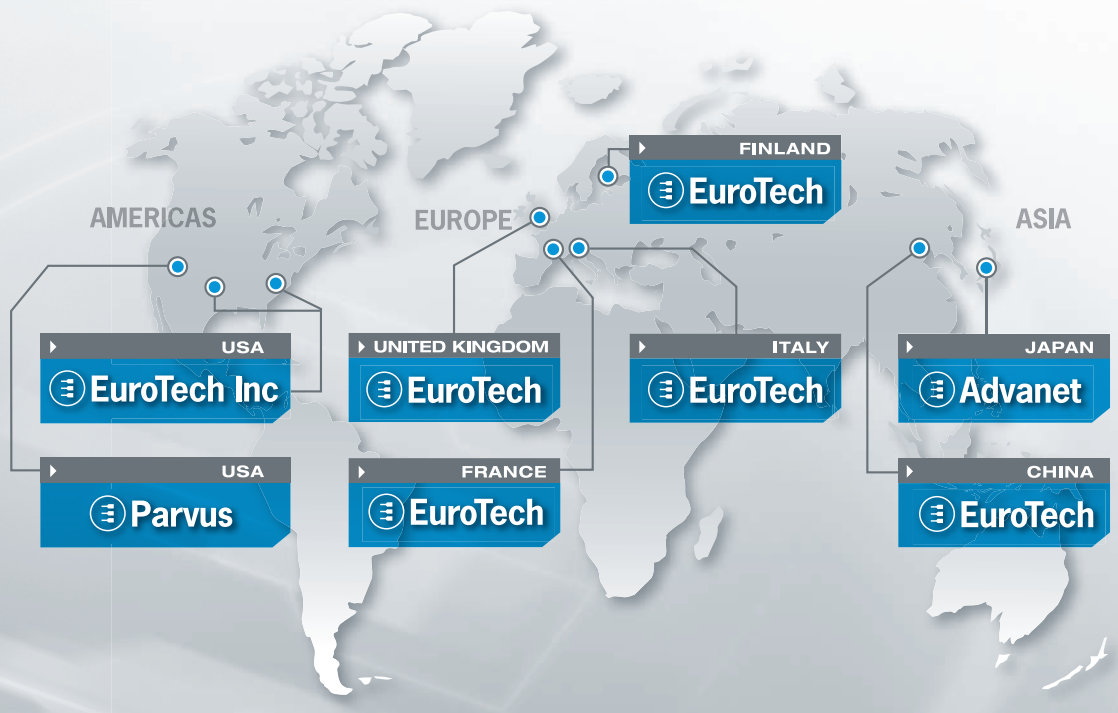 AMERICAS
EUROPE
ASIA
FINLAND
EuroTech
USA
EuroTech Inc
USA
Parvus
UNITED KINGDOM
EuroTech
FRANCE
EuroTech
ITALY
EuroTech
JAPAN
Advanet
CHINA
EuroTech